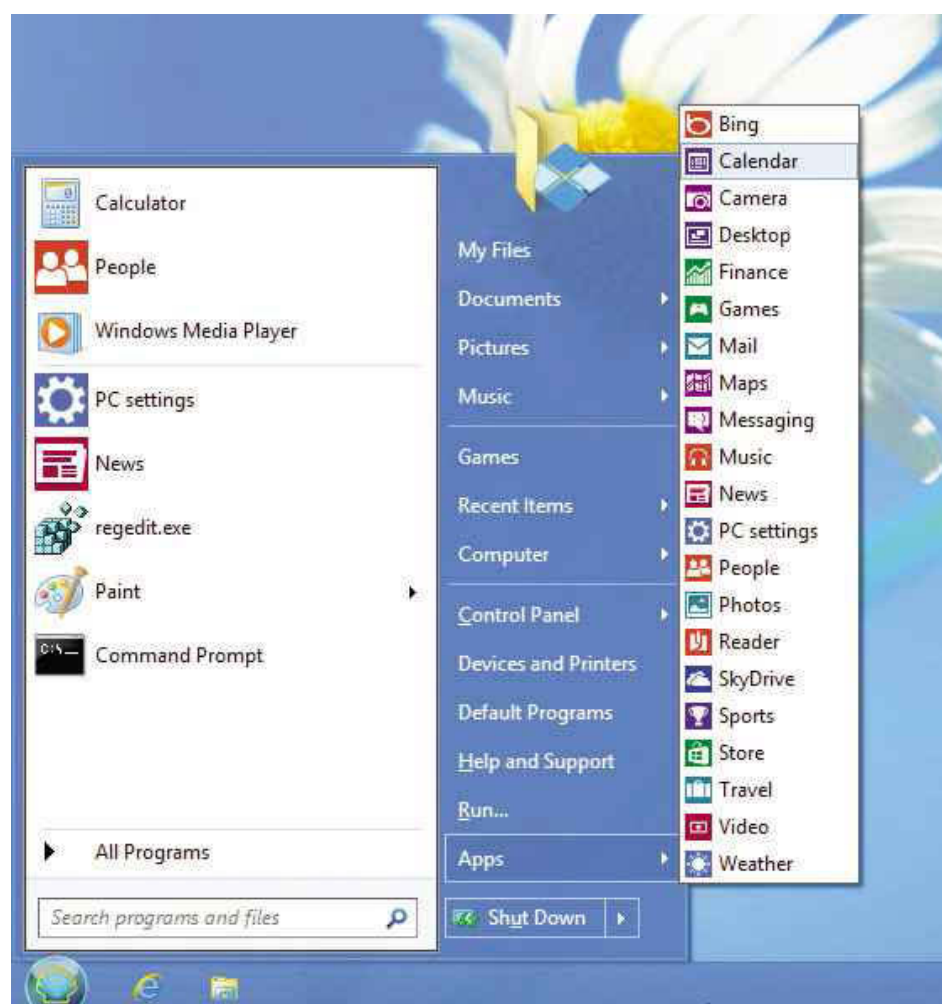 Calculator
People
Windows Media Player
PC settings
News
regedit.exe
Paint
Command Prompt
All Programs
Search programs and files
My Files
Documents
Pictures
Music
Games
Recent Items
Computer
Control Panel
Devices and Printers
Default Programs
Help and Support
Run...
Apps
Shut Down
Bing
Calendar
Camera
Desktop
Finance
Games
Mail
Maps
Messaging
Music
News
PC settings
People
Photos
Reader
SkyDrive
Sports
Store
Travel
Video
Weather